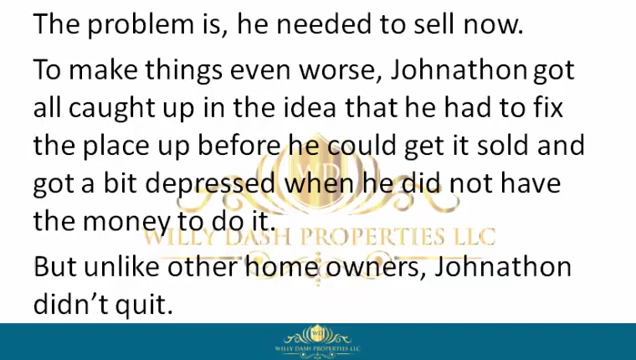 The problem is, he needed to sell now.
To make things even worse, Johnathon got
all caught up in the idea that he had to fix
the place up before he could get it sold and
got a bit depressed when he did not have
the money to do it.
WILLY DASH PROPERTIES LLC
But unlike other home owners, Johnathon
didn’t quit.
WILLY DASH PROPERTIES LLC